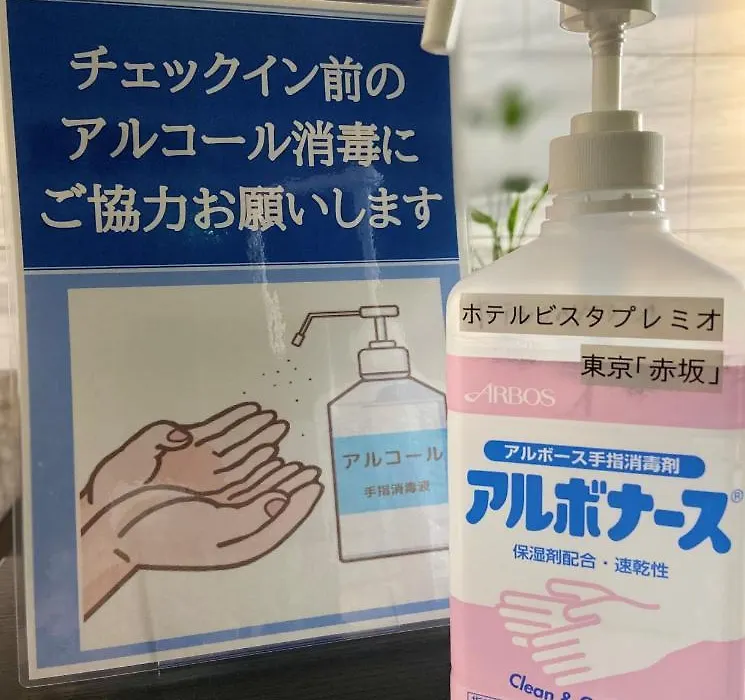 チェックイン前の
アルコール消毒に
ご協力お願いします
アルコール
手指消毒液
ホテルビスタプレミオ
東京「赤坂」
ARBOS
アルボース手指消毒剤
アルボナース®
保湿剤配合・速乾性
Clean &